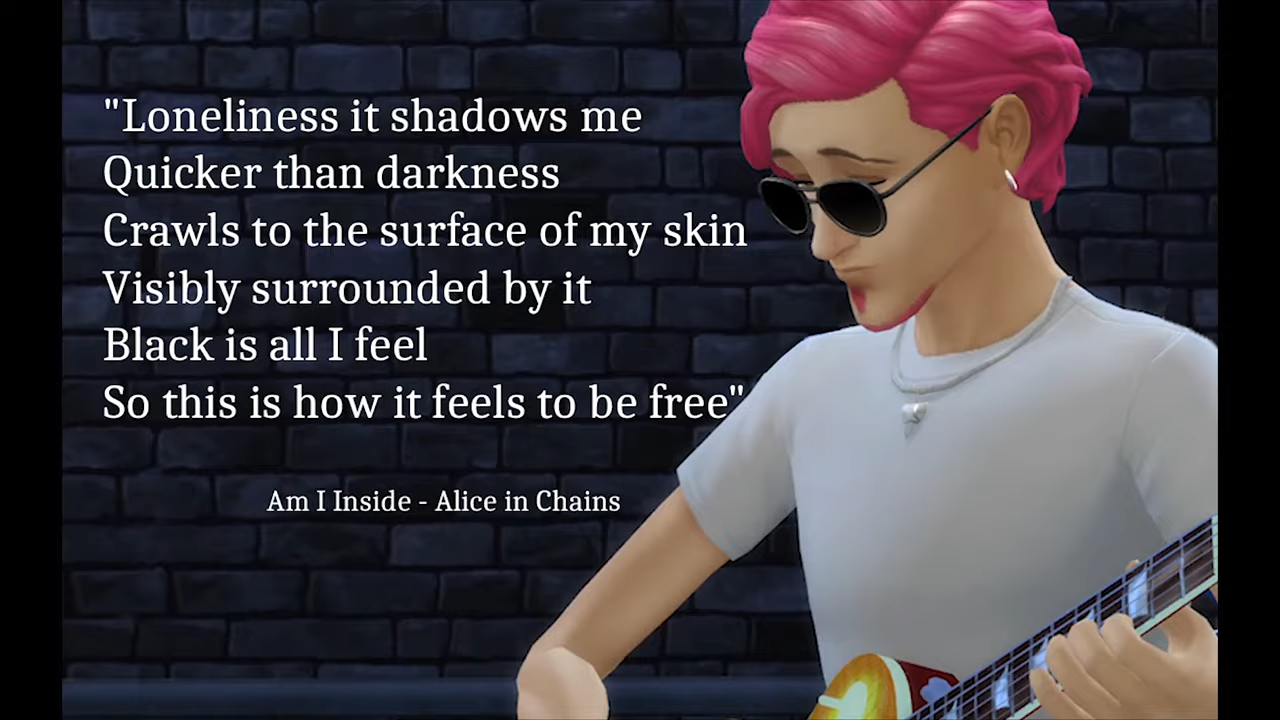 "Loneliness it shadows me
Quicker than darkness
Crawls to the surface of my skin
Visibly surrounded by it
Black is all I feel
So this is how it feels to be free"
Am I Inside - Alice in Chains